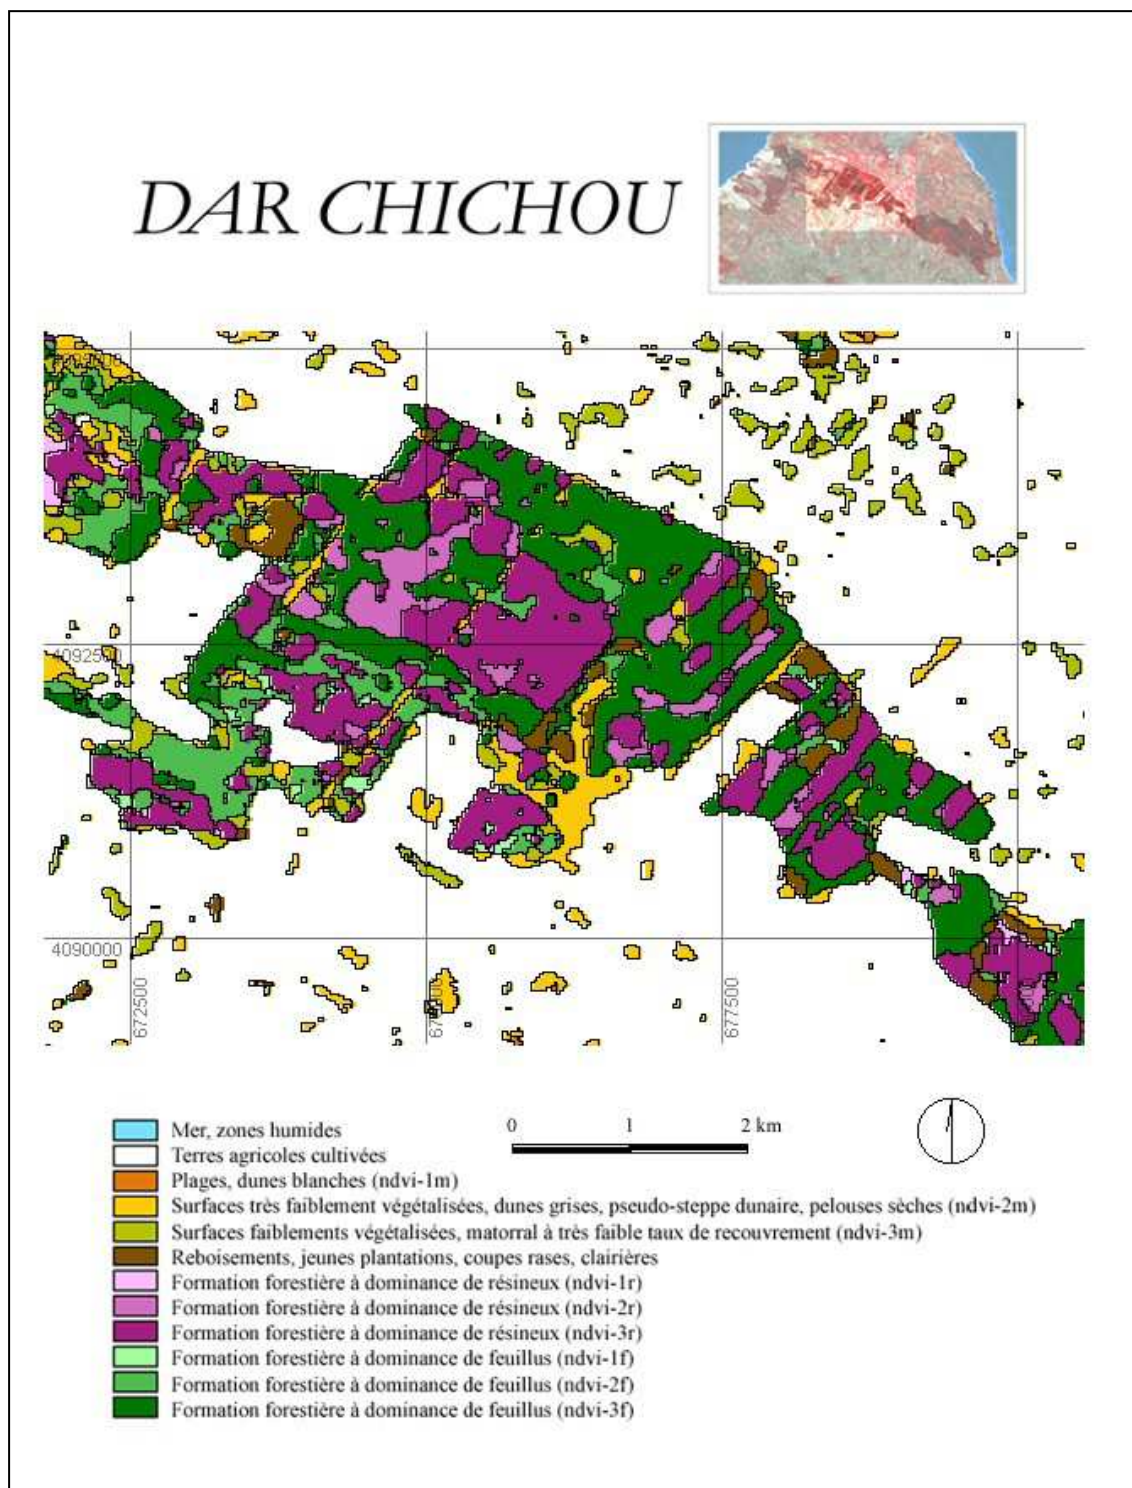 DAR CHICHOU
4092500
4090000
672500
677500
0 1 2 km
Mer, zones humides
Terres agricoles cultivées
Plages, dunes blanches (ndvi-1m)
Surfaces très faiblement végétalisées, dunes grises, pseudo-steppe dunaire, pelouses sèches (ndvi-2m)
Surfaces faiblements végétalisées, matorral à très faible taux de recouvrement (ndvi-3m)
Reboisements, jeunes plantations, coupes rases, clairières
Formation forestière à dominance de résineux (ndvi-1r)
Formation forestière à dominance de résineux (ndvi-2r)
Formation forestière à dominance de résineux (ndvi-3r)
Formation forestière à dominance de feuillus (ndvi-1f)
Formation forestière à dominance de feuillus (ndvi-2f)
Formation forestière à dominance de feuillus (ndvi-3f)